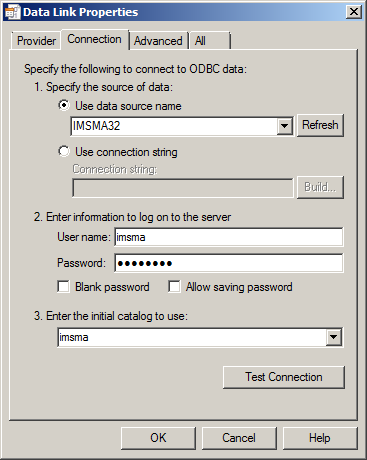 Data Link Properties
Provider Connection Advanced All
Specify the following to connect to ODBC data:
1. Specify the source of data:
Use data source name
IMSMA32 Refresh
Use connection string
Connection string:
Build...
2. Enter information to log on to the server
User name: imsma
Password: ●●●●●●●●
Blank password Allow saving password
3. Enter the initial catalog to use:
imsma
Test Connection
OK Cancel Help